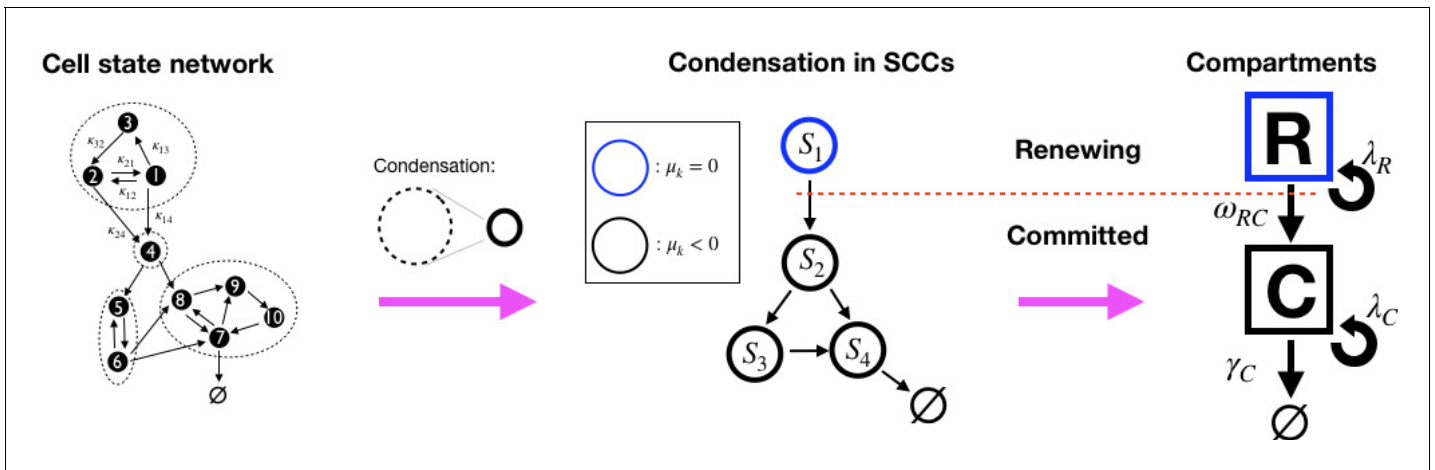 Cell state network
3
κ32
κ13
κ21
2
1
κ12
κ14
κ24
4
5
6
8
9
10
7
∅
Condensation:
Condensation in SCCs
: μk = 0
: μk < 0
S1
S2
S3
S4
∅
Renewing
Committed
Compartments
R
λR
ωRC
C
λC
γC
∅